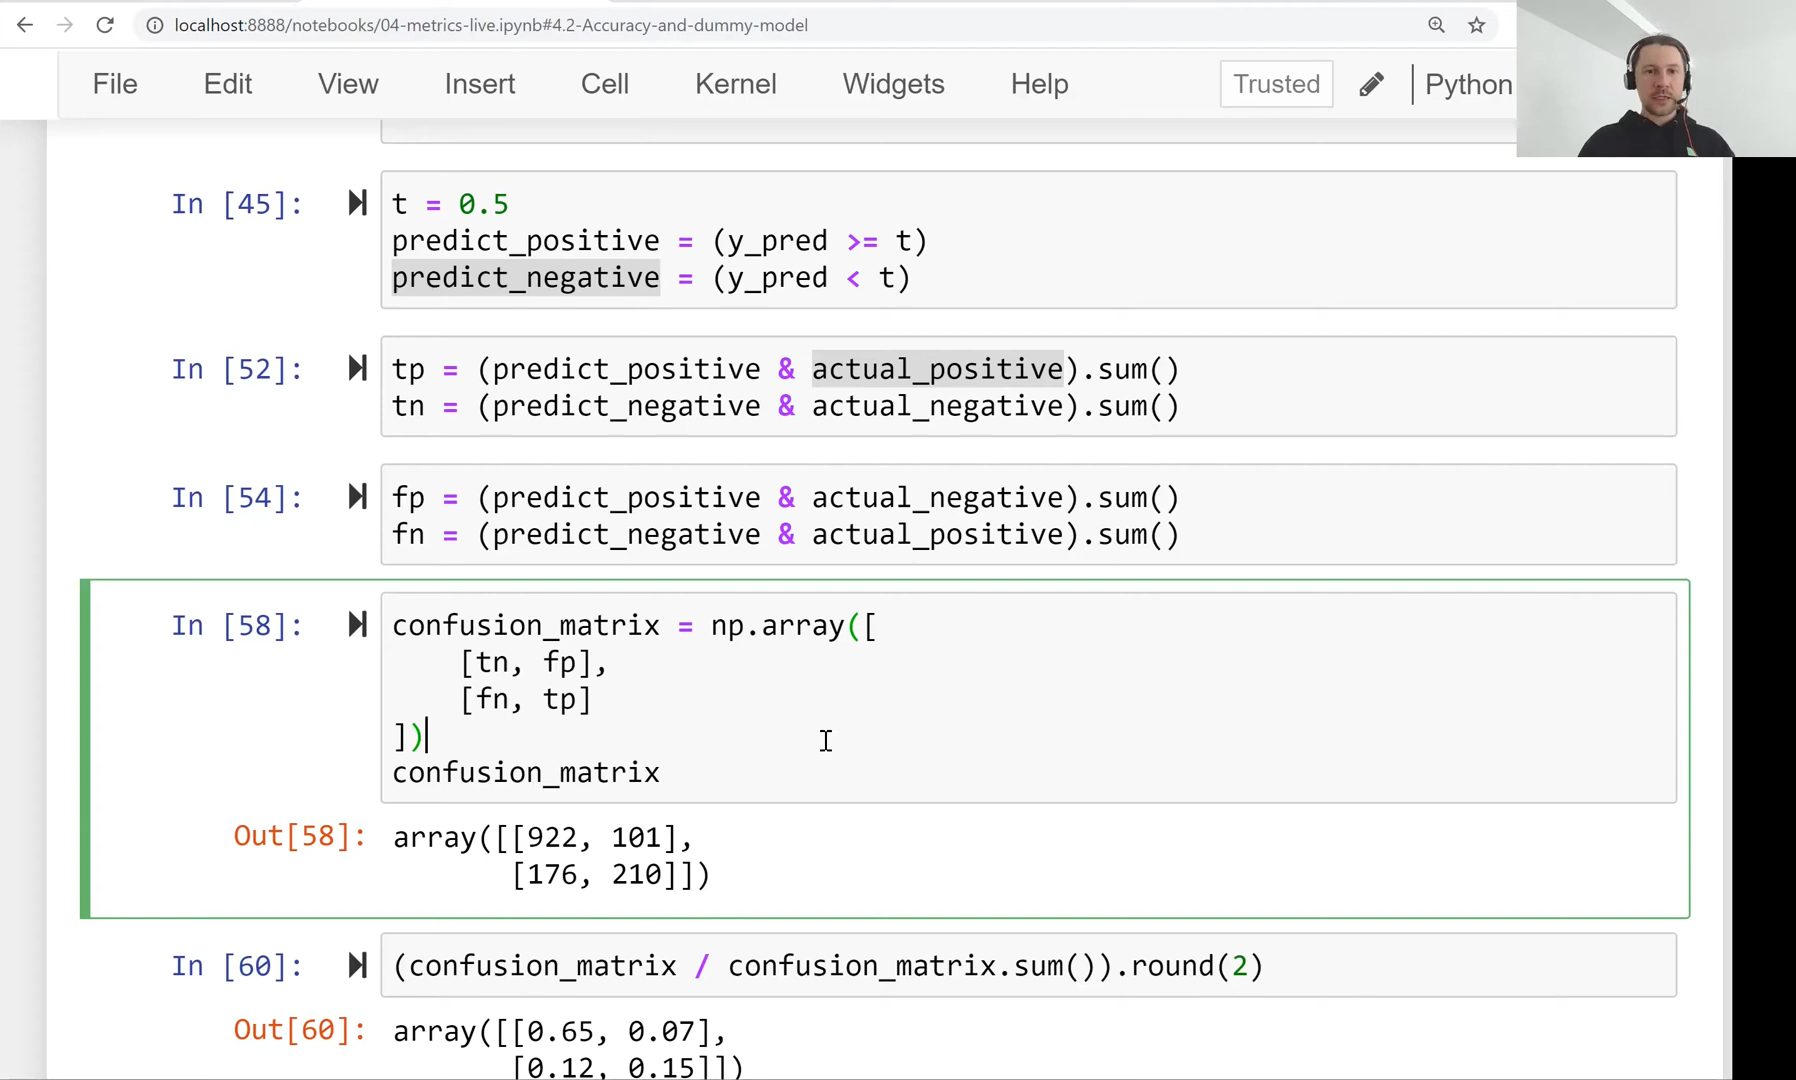 localhost:8888/notebooks/04-metrics-live.ipynb#4.2-Accuracy-and-dummy-model
File Edit View Insert Cell Kernel Widgets Help Trusted Python
In [45]:
t = 0.5
predict_positive = (y_pred >= t)
predict_negative = (y_pred < t)
In [52]:
tp = (predict_positive & actual_positive).sum()
tn = (predict_negative & actual_negative).sum()
In [54]:
fp = (predict_positive & actual_negative).sum()
fn = (predict_negative & actual_positive).sum()
In [58]:
confusion_matrix = np.array([
    [tn, fp],
    [fn, tp]
])
confusion_matrix
Out[58]:
array([[922, 101],
       [176, 210]])
In [60]:
(confusion_matrix / confusion_matrix.sum()).round(2)
Out[60]:
array([[0.65, 0.07],
       [0.12, 0.15]])